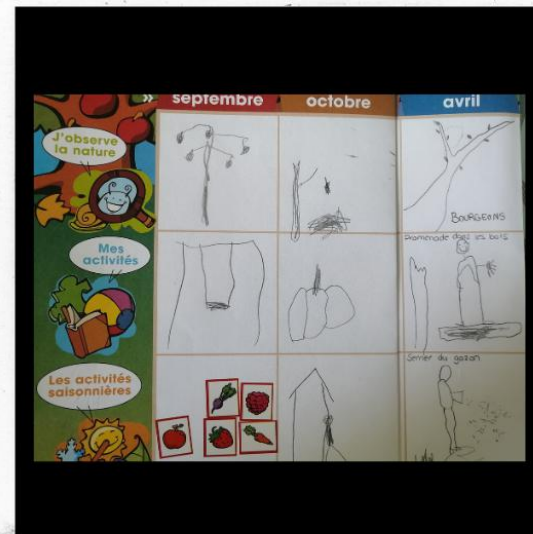 »
septembre
octobre
avril
J'observe
la nature
BOURGEONS
Mes
activités
Promenade dans les bois
Les activités
saisonnières
Semer du gazon